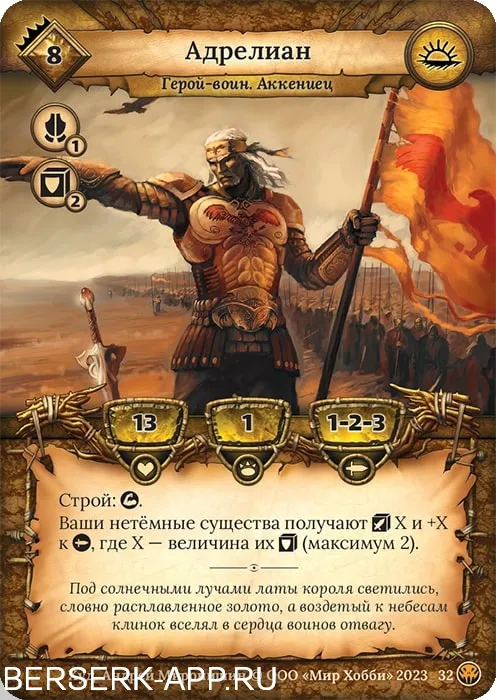 8
Адрелиан
Герой-воин. Аккениец
1
2
13
1
1-2-3
Строй: .
Ваши нетёмные существа получают X и +X
к , где X — величина их (максимум 2).
Под солнечными лучами латы короля светились,
словно расплавленное золото, а воздетый к небесам
клинок вселял в сердца воинов отвагу.
ООО «Мир Хобби» 2023 32
BERSERK-APP.RU